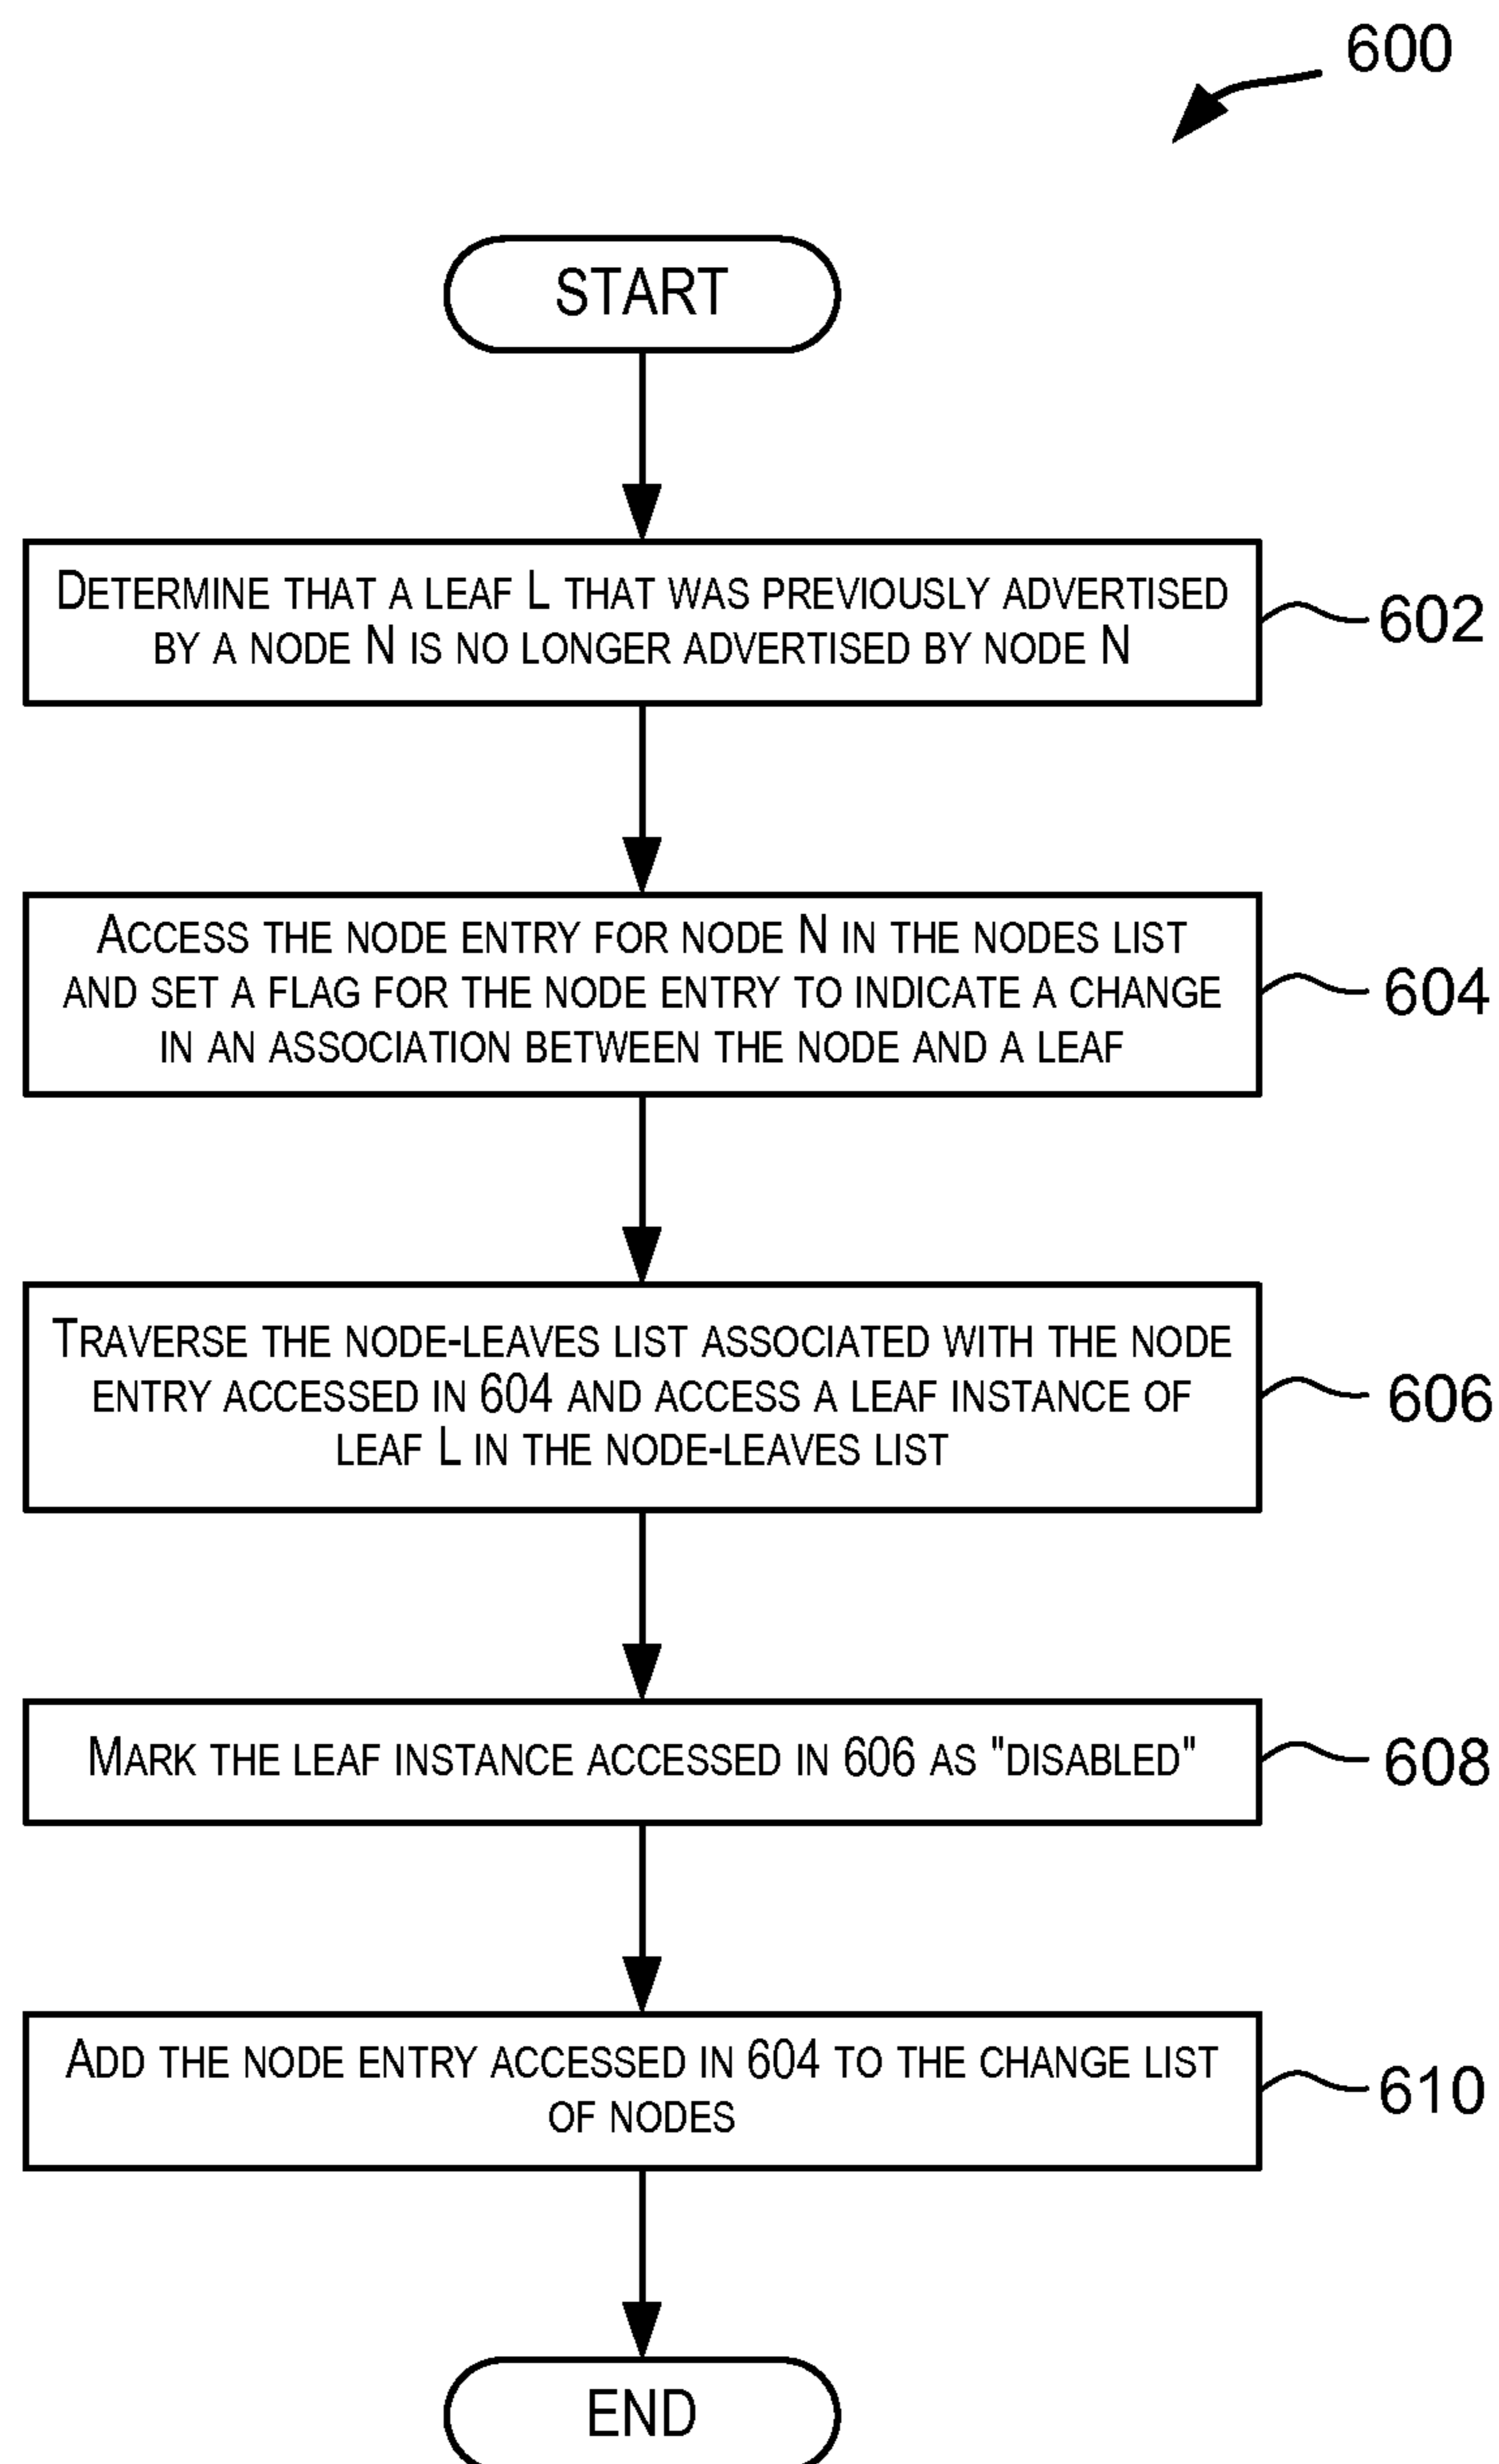 600
START
DETERMINE THAT A LEAF L THAT WAS PREVIOUSLY ADVERTISED
BY A NODE N IS NO LONGER ADVERTISED BY NODE N
602
ACCESS THE NODE ENTRY FOR NODE N IN THE NODES LIST
AND SET A FLAG FOR THE NODE ENTRY TO INDICATE A CHANGE
IN AN ASSOCIATION BETWEEN THE NODE AND A LEAF
604
TRAVERSE THE NODE-LEAVES LIST ASSOCIATED WITH THE NODE
ENTRY ACCESSED IN 604 AND ACCESS A LEAF INSTANCE OF
LEAF L IN THE NODE-LEAVES LIST
606
MARK THE LEAF INSTANCE ACCESSED IN 606 AS "DISABLED"
608
ADD THE NODE ENTRY ACCESSED IN 604 TO THE CHANGE LIST
OF NODES
610
END